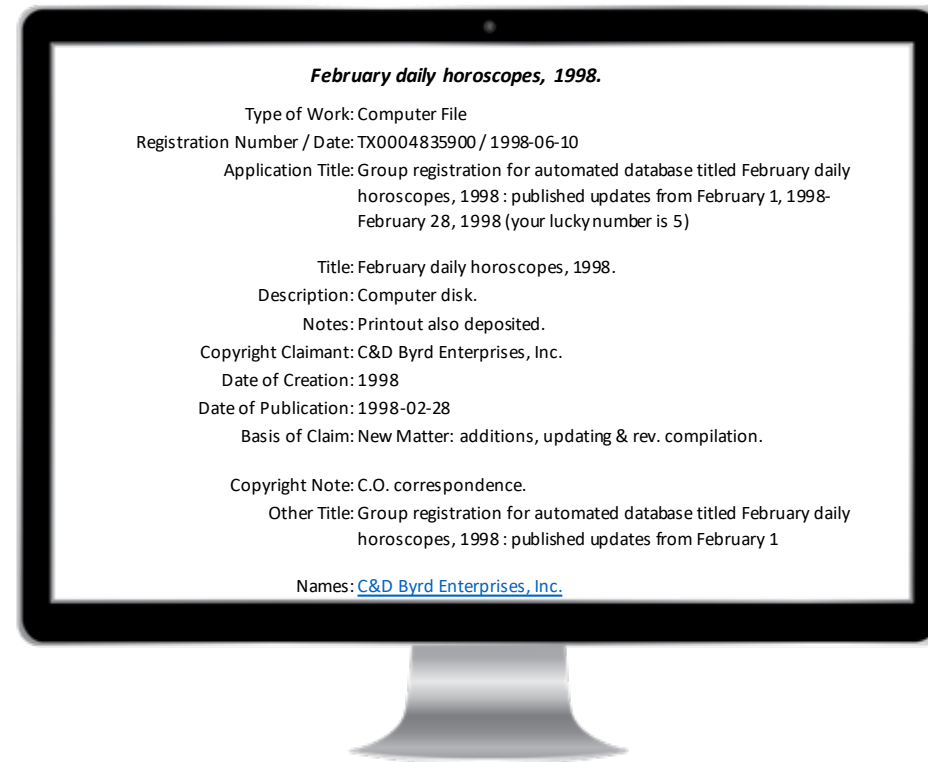 February daily horoscopes, 1998.
Type of Work: Computer File
Registration Number / Date: TX0004835900 / 1998-06-10
Application Title: Group registration for automated database titled February daily
horoscopes, 1998 : published updates from February 1, 1998-
February 28, 1998 (your lucky number is 5)
Title: February daily horoscopes, 1998.
Description: Computer disk.
Notes: Printout also deposited.
Copyright Claimant: C&D Byrd Enterprises, Inc.
Date of Creation: 1998
Date of Publication: 1998-02-28
Basis of Claim: New Matter: additions, updating & rev. compilation.
Copyright Note: C.O. correspondence.
Other Title: Group registration for automated database titled February daily
horoscopes, 1998 : published updates from February 1
Names: C&D Byrd Enterprises, Inc.